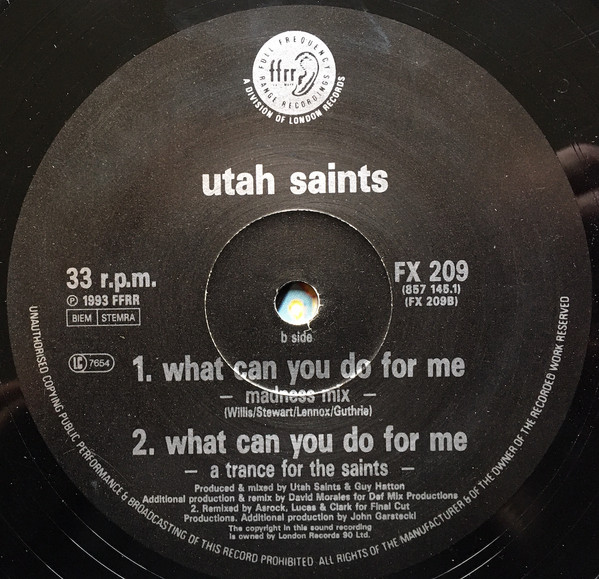 FULL FREQUENCY
ffrr
RANGE RECORDINGS
A DIVISION OF LONDON RECORDS
utah saints
33 r.p.m.
℗ 1993 FFRR
BIEM STEMRA
FX 209
(857 145.1)
(FX 209B)
b side
LC 7654
1. what can you do for me
– madness mix –
(Willis/Stewart/Lennox/Guthrie)
2. what can you do for me
– a trance for the saints –
Produced & mixed by Utah Saints & Guy Hatton
Additional production & remix by David Morales for Def Mix Productions
2. Remixed by Asrock, Lucas & Clark for Final Cut
Productions. Additional production by John Garstecki
The copyright in this sound recording
is owned by London Records 90 Ltd.
UNAUTHORISED COPYING PUBLIC PERFORMANCE & BROADCASTING OF THIS RECORD PROHIBITED. ALL RIGHTS OF THE MANUFACTURER & OF THE OWNER OF THE RECORDED WORK RESERVED